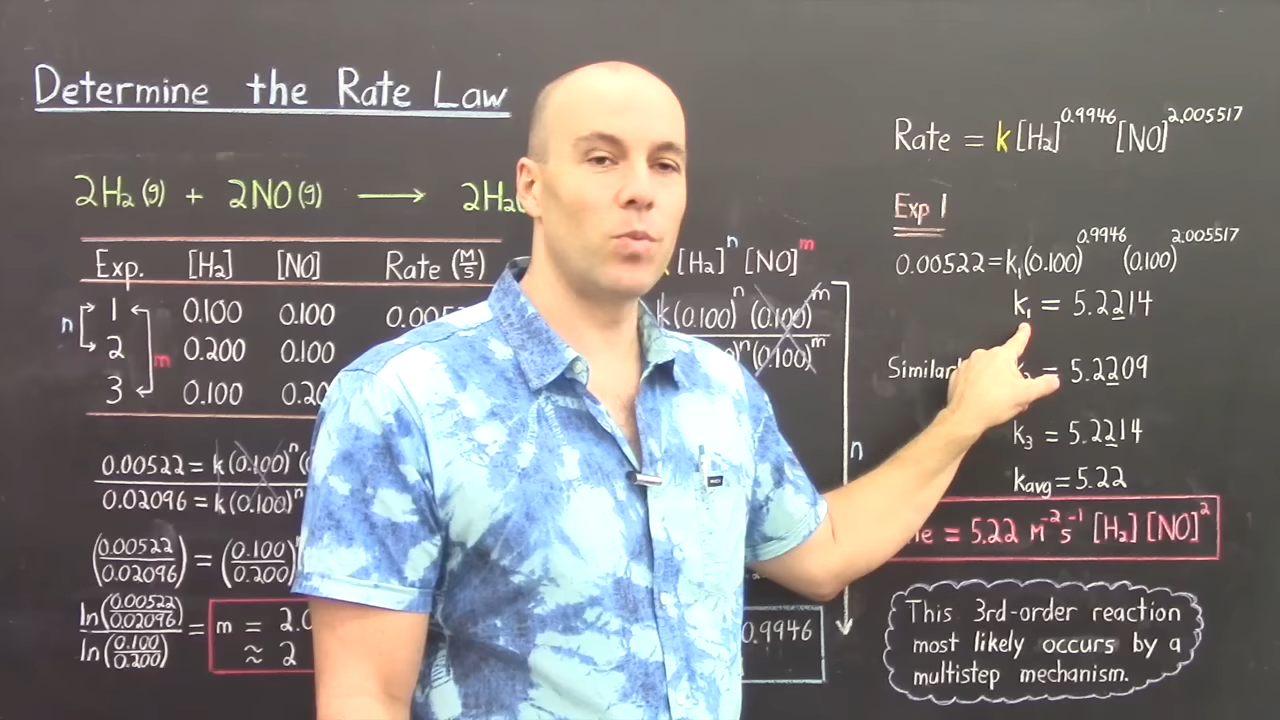 Determine the Rate Law
2H₂(g) + 2NO(g) ⟶ 2H₂
Exp. [H₂] [NO] Rate (M/s)
1 0.100 0.100 0.00
2 0.200 0.100
3 0.100 0.20
n
m
0.00522 = k(0.100)ⁿ
0.02096 = k(0.100)ⁿ
(0.00522/0.02096) = (0.100/0.200)
ln(0.00522/0.02096)
ln(0.100/0.200)
= m = 2.0
≈ 2
[H₂]ⁿ [NO]ᵐ
k(0.100)ⁿ (0.100)ᵐ
)ⁿ (0.100)ᵐ
n
0.9946
Rate = k[H₂]^0.9946 [NO]^2.005517
Exp 1
0.00522 = k₁(0.100)^0.9946 (0.100)^2.005517
k₁ = 5.2214
Similar = 5.2209
k₃ = 5.2214
kavg = 5.22
e = 5.22 M⁻²s⁻¹ [H₂][NO]²
This 3rd-order reaction
most likely occurs by a
multistep mechanism.